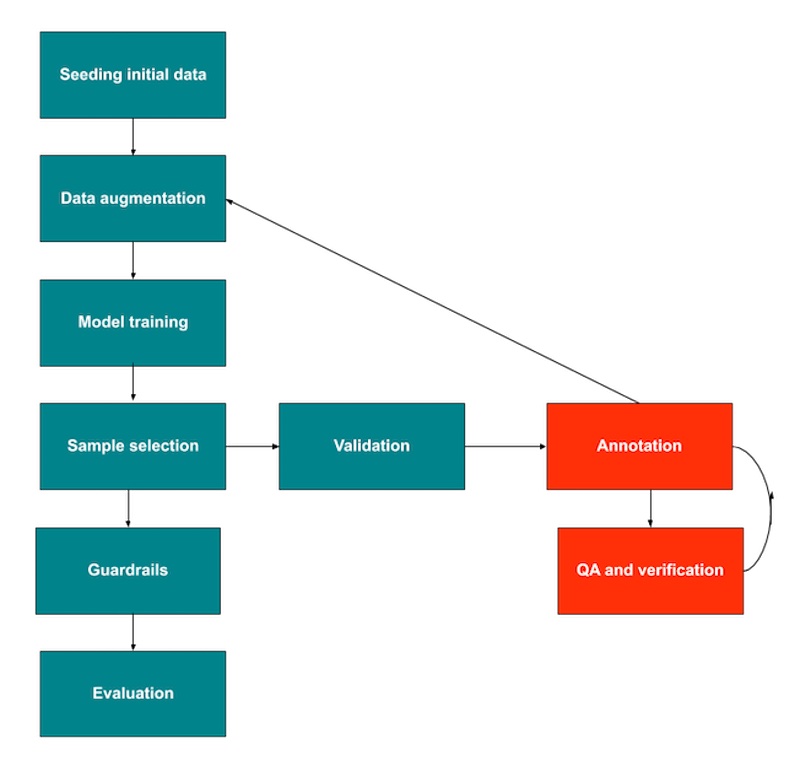 Seeding initial data
Data augmentation
Model training
Sample selection
Validation
Annotation
Guardrails
QA and verification
Evaluation